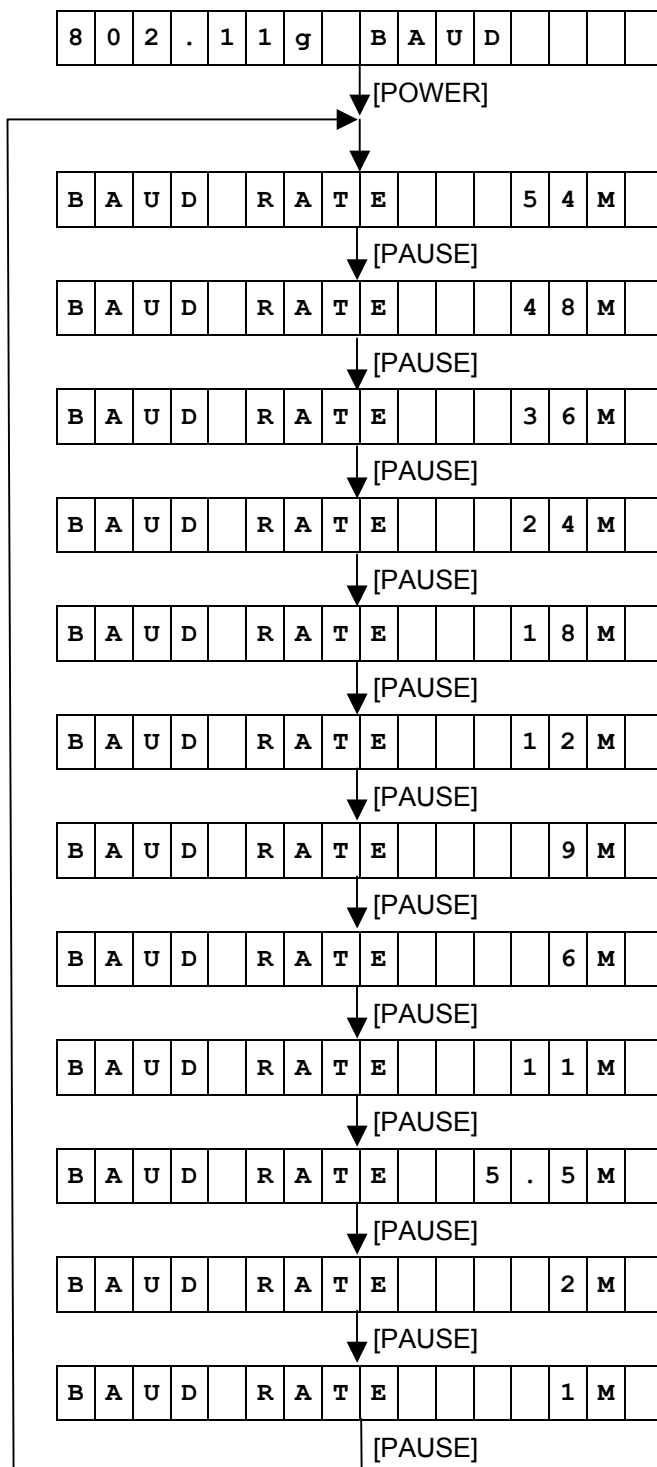 802.11g BAUD
[POWER]
BAUD RATE 54M
[PAUSE]
BAUD RATE 48M
[PAUSE]
BAUD RATE 36M
[PAUSE]
BAUD RATE 24M
[PAUSE]
BAUD RATE 18M
[PAUSE]
BAUD RATE 12M
[PAUSE]
BAUD RATE 9M
[PAUSE]
BAUD RATE 6M
[PAUSE]
BAUD RATE 11M
[PAUSE]
BAUD RATE 5.5M
[PAUSE]
BAUD RATE 2M
[PAUSE]
BAUD RATE 1M
[PAUSE]